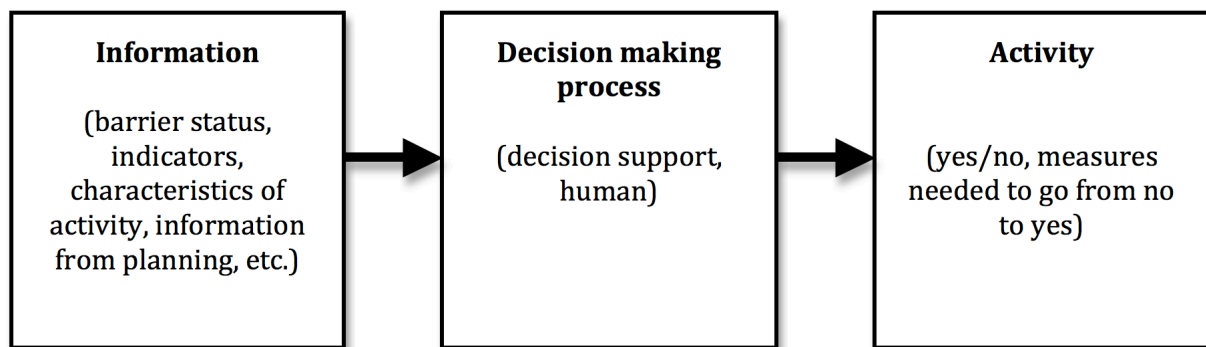 Information
(barrier status,
indicators,
characteristics of
activity, information
from planning, etc.)
Decision making
process
(decision support,
human)
Activity
(yes/no, measures
needed to go from no
to yes)